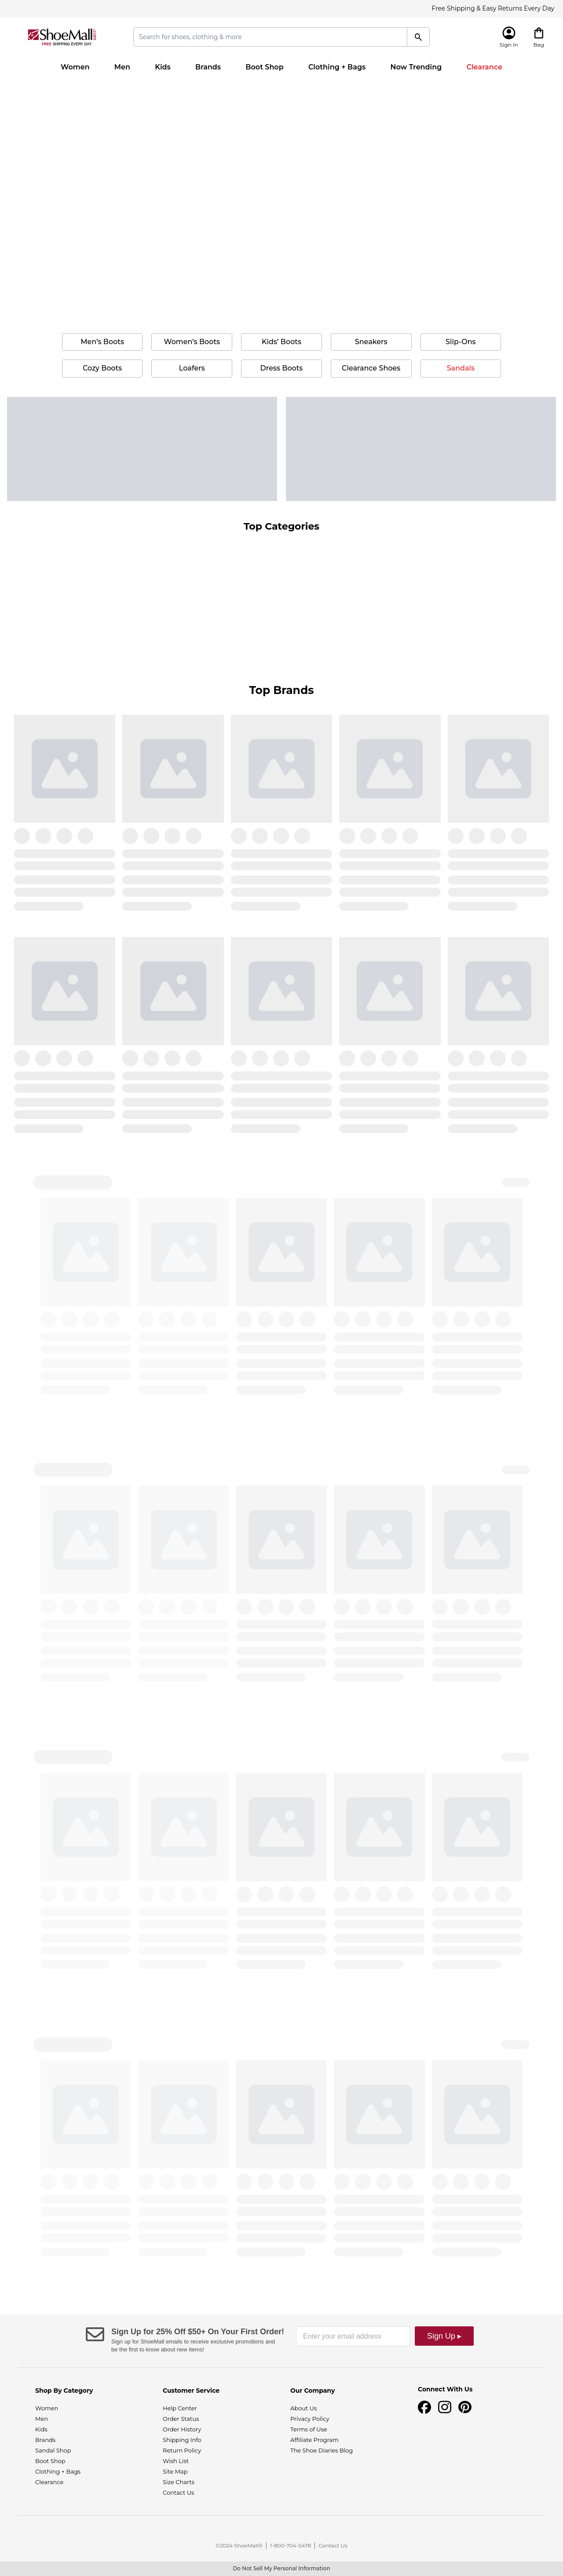 Free Shipping & Easy Returns Every Day
ShoeMall.com
FREE SHIPPING EVERY DAY
Search for shoes, clothing & more
Sign In
Bag
Women
Men
Kids
Brands
Boot Shop
Clothing + Bags
Now Trending
Clearance
Men's Boots
Women's Boots
Kids' Boots
Sneakers
Slip-Ons
Cozy Boots
Loafers
Dress Boots
Clearance Shoes
Sandals
Top Categories
Top Brands
Sign Up for 25% Off $50+ On Your First Order!
Sign up for ShoeMall emails to receive exclusive promotions and
be the first to know about new items!
Enter your email address
Sign Up ▸
Shop By Category
Women
Men
Kids
Brands
Sandal Shop
Boot Shop
Clothing + Bags
Clearance
Customer Service
Help Center
Order Status
Order History
Shipping Info
Return Policy
Wish List
Site Map
Size Charts
Contact Us
Our Company
About Us
Privacy Policy
Terms of Use
Affiliate Program
The Shoe Diaries Blog
Connect With Us
©2024 ShoeMall® | 1-800-704-5478 | Contact Us
Do Not Sell My Personal Information